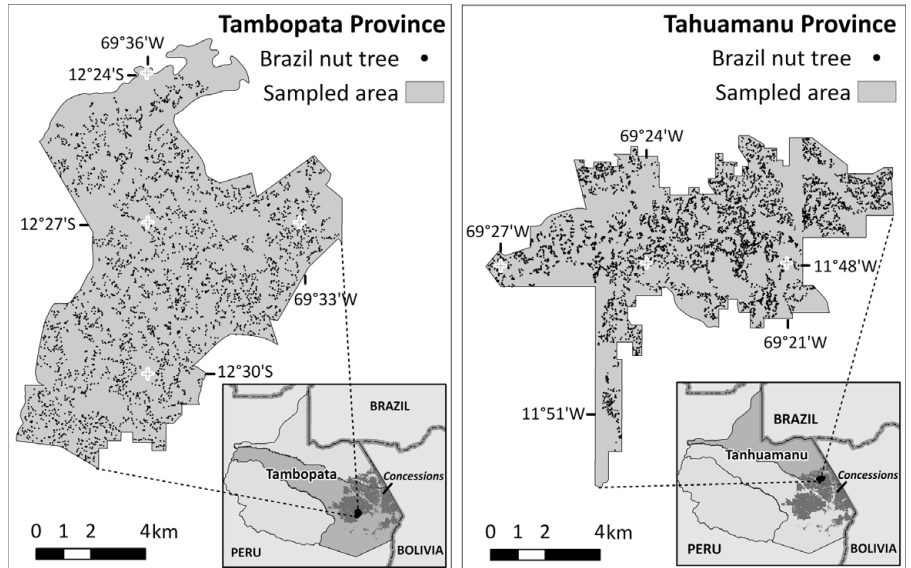 Tambopata Province
Brazil nut tree
Sampled area
69°36'W
12°24'S
12°27'S
69°33'W
12°30'S
BRAZIL
Tambopata
Concessions
PERU
BOLIVIA
0 1 2 4km
Tahuamanu Province
Brazil nut tree
Sampled area
69°24'W
69°27'W
11°48'W
69°21'W
11°51'W
BRAZIL
Tanhuamanu
Concessions
PERU
BOLIVIA
0 1 2 4 km